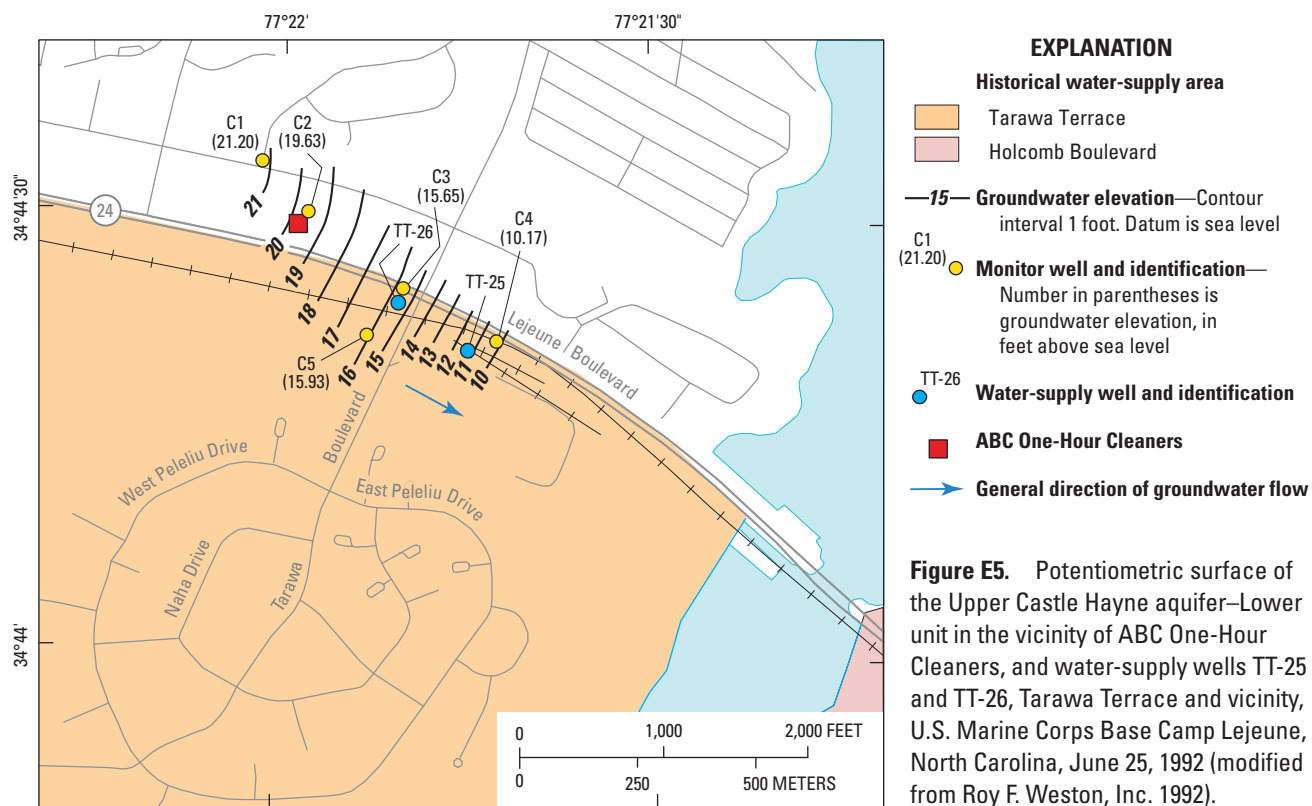 77°22'
77°21'30"
34°44'30"
34°44'
C1
(21.20)
C2
(19.63)
C3
(15.65)
TT-26
C4
(10.17)
TT-25
C5
(15.93)
24
21
20
19
18
17
16
15
14
13
12
11
10
Lejeune Boulevard
Boulevard
West Peleliu Drive
East Peleliu Drive
Naha Drive
Tarawa
0 1,000 2,000 FEET
0 250 500 METERS
EXPLANATION
Historical water-supply area
Tarawa Terrace
Holcomb Boulevard
15 Groundwater elevation—Contour
interval 1 foot. Datum is sea level
C1
(21.20)
Monitor well and identification—
Number in parentheses is
groundwater elevation, in
feet above sea level
TT-26
Water-supply well and identification
ABC One-Hour Cleaners
General direction of groundwater flow
Figure E5. Potentiometric surface of
the Upper Castle Hayne aquifer–Lower
unit in the vicinity of ABC One-Hour
Cleaners, and water-supply wells TT-25
and TT-26, Tarawa Terrace and vicinity,
U.S. Marine Corps Base Camp Lejeune,
North Carolina, June 25, 1992 (modified
from Roy F. Weston, Inc. 1992).